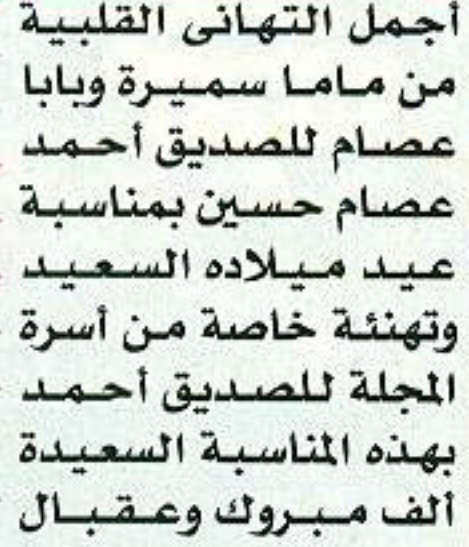 أجمل التهانى القلبية
من ماما سميرة وبابا
عصام للصديق أحمد
عصام حسين بمناسبة
عيد ميلاده السعيد
وتهنئة خاصة من أسرة
المجلة للصديق أحمد
بهذه المناسبة السعيدة
ألف مبروك وعقبال